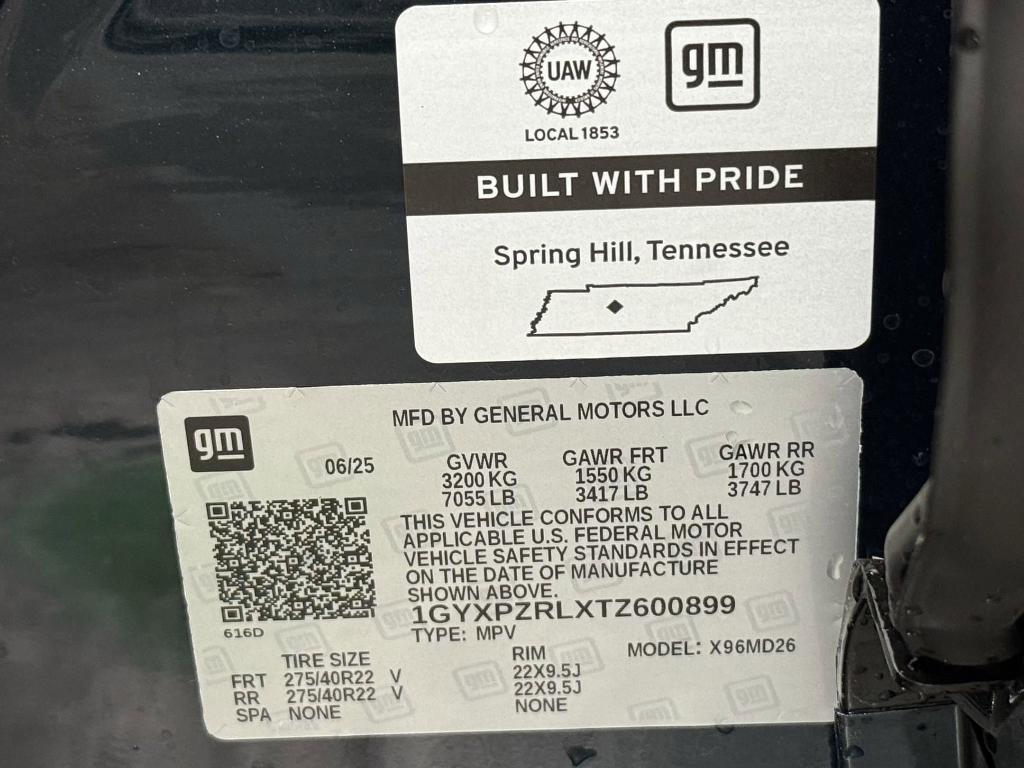 UAW
gm
LOCAL 1853
BUILT WITH PRIDE
Spring Hill, Tennessee
gm
MFD BY GENERAL MOTORS LLC
06/25
GVWR GAWR FRT GAWR RR
3200 KG 1550 KG 1700 KG
7055 LB 3417 LB 3747 LB
THIS VEHICLE CONFORMS TO ALL
APPLICABLE U.S. FEDERAL MOTOR
VEHICLE SAFETY STANDARDS IN EFFECT
ON THE DATE OF MANUFACTURE
SHOWN ABOVE.
1GYXPZRLXTZ600899
616D
TYPE: MPV
MODEL: X96MD26
TIRE SIZE RIM
FRT 275/40R22 V 22X9.5J
RR 275/40R22 V 22X9.5J
SPA NONE NONE